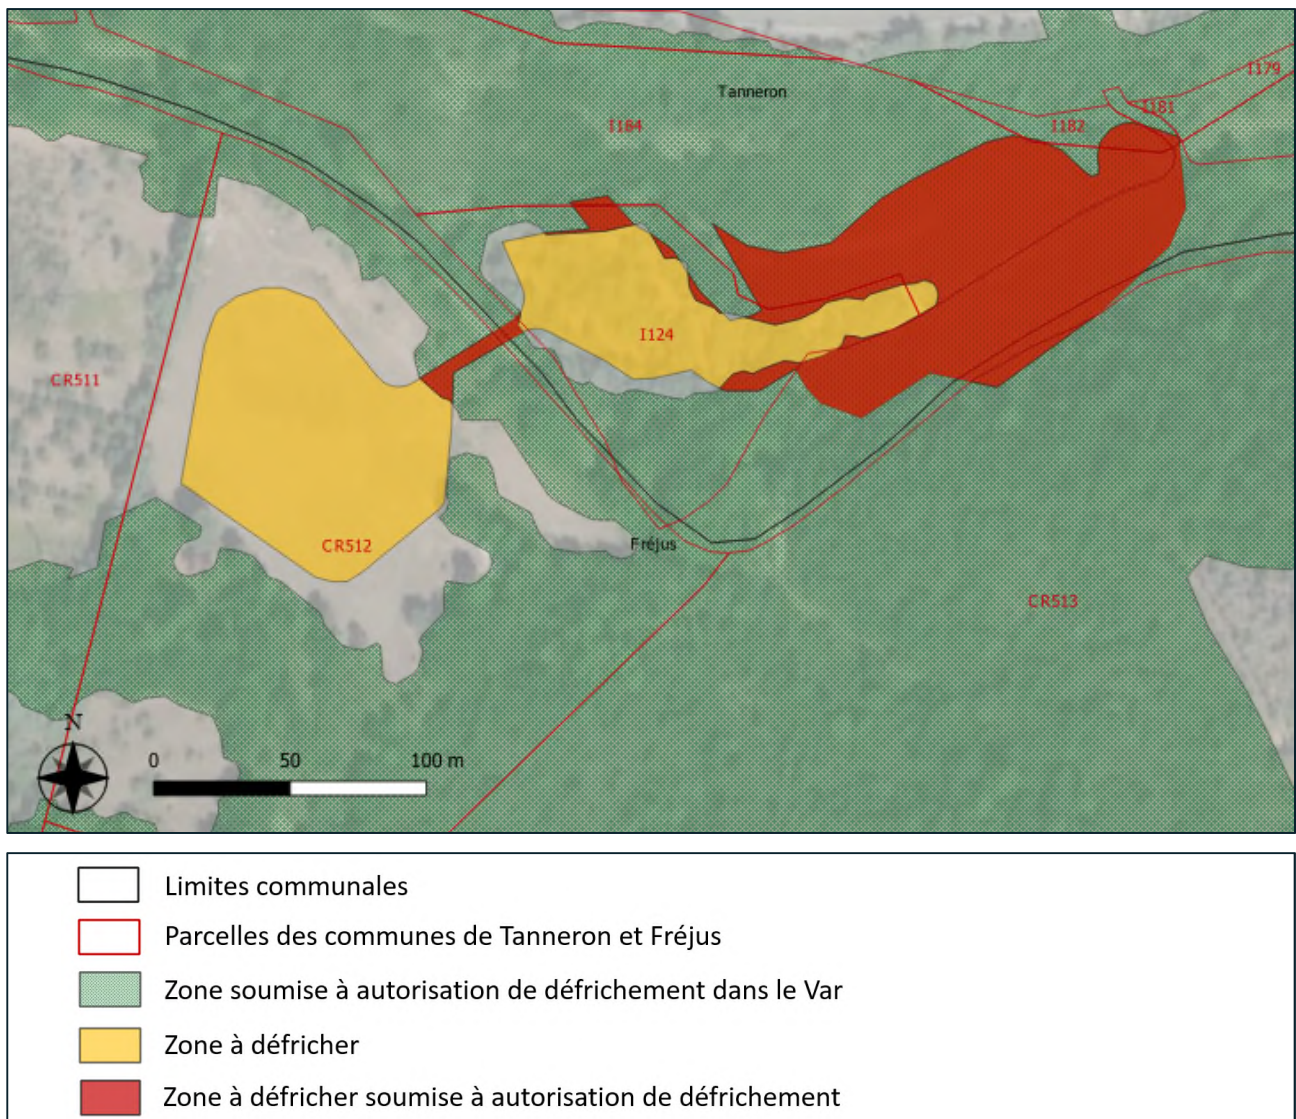 I179
Tanneron
I181
I184
I182
I124
CR511
CR512
Fréjus
CR513
N
0 50 100 m
Limites communales
Parcelles des communes de Tanneron et Fréjus
Zone soumise à autorisation de défrichement dans le Var
Zone à défricher
Zone à défricher soumise à autorisation de défrichement